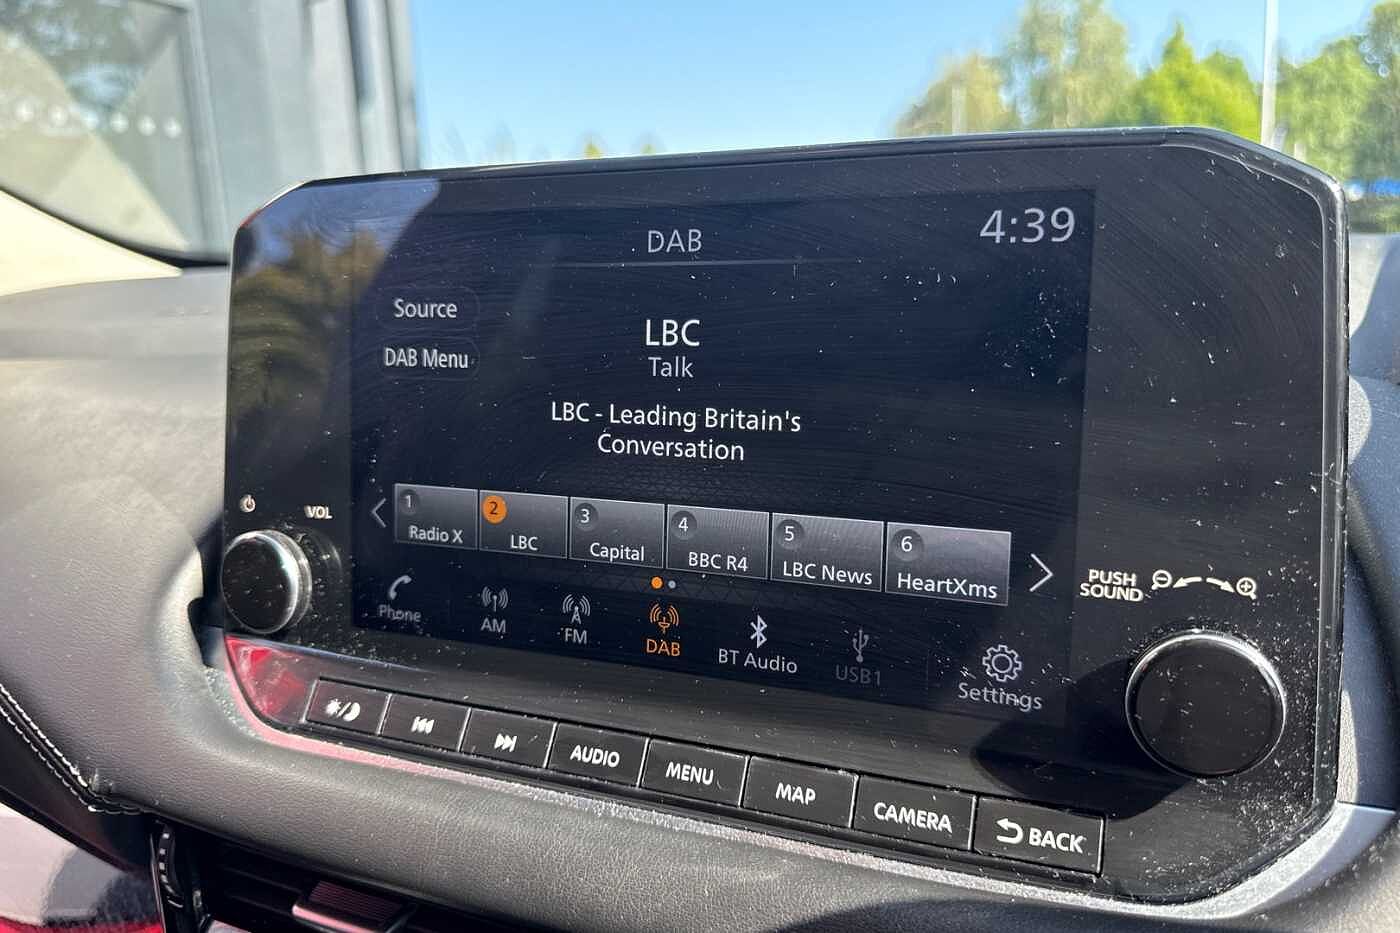 DAB
4:39
Source
DAB Menu
LBC
Talk
LBC - Leading Britain's
Conversation
1
Radio X
2
LBC
3
Capital
4
BBC R4
5
LBC News
6
HeartXms
VOL
PUSH
SOUND
Phone
AM
FM
DAB
BT Audio
USB1
Settings
AUDIO
MENU
MAP
CAMERA
BACK